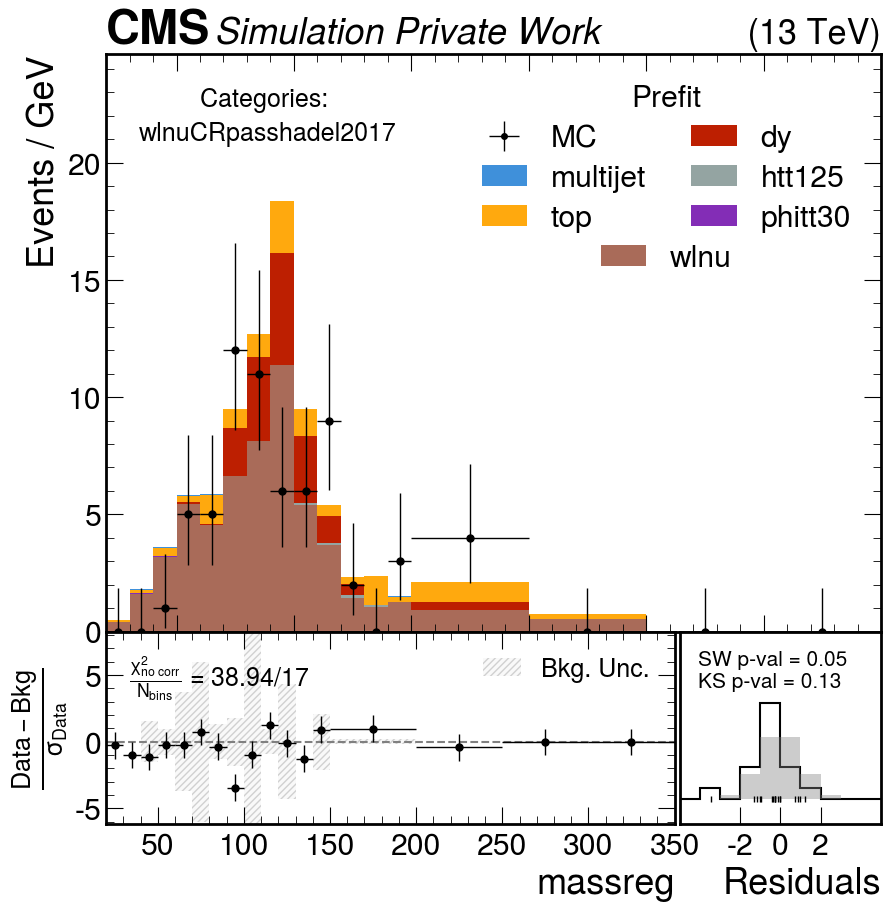 CMS Simulation Private Work (13 TeV)
Events / GeV
Categories:
wlnuCRpasshadel2017
Prefit
MC dy
multijet htt125
top phitt30
wlnu
20
15
10
5
0
Data − Bkg
σData
χ²no corr
Nbins
= 38.94/17
Bkg. Unc.
5
0
-5
50 100 150 200 250 300 350
massreg
SW p-val = 0.05
KS p-val = 0.13
-2 0 2
Residuals